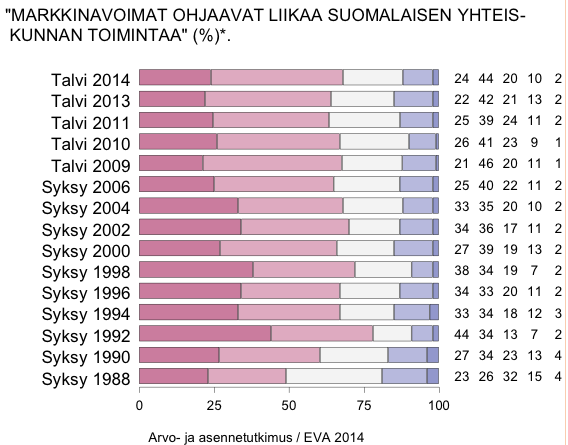 "MARKKINAVOIMAT OHJAAVAT LIIKAA SUOMALAISEN YHTEIS-
KUNNAN TOIMINTAA" (%)*.
Talvi 2014 24 44 20 10 2
Talvi 2013 22 42 21 13 2
Talvi 2011 25 39 24 11 2
Talvi 2010 26 41 23 9 1
Talvi 2009 21 46 20 11 1
Syksy 2006 25 40 22 11 2
Syksy 2004 33 35 20 10 2
Syksy 2002 34 36 17 11 2
Syksy 2000 27 39 19 13 2
Syksy 1998 38 34 19 7 2
Syksy 1996 34 33 20 11 2
Syksy 1994 33 34 18 12 3
Syksy 1992 44 34 13 7 2
Syksy 1990 27 34 23 13 4
Syksy 1988 23 26 32 15 4
0 25 50 75 100
Arvo- ja asennetutkimus / EVA 2014